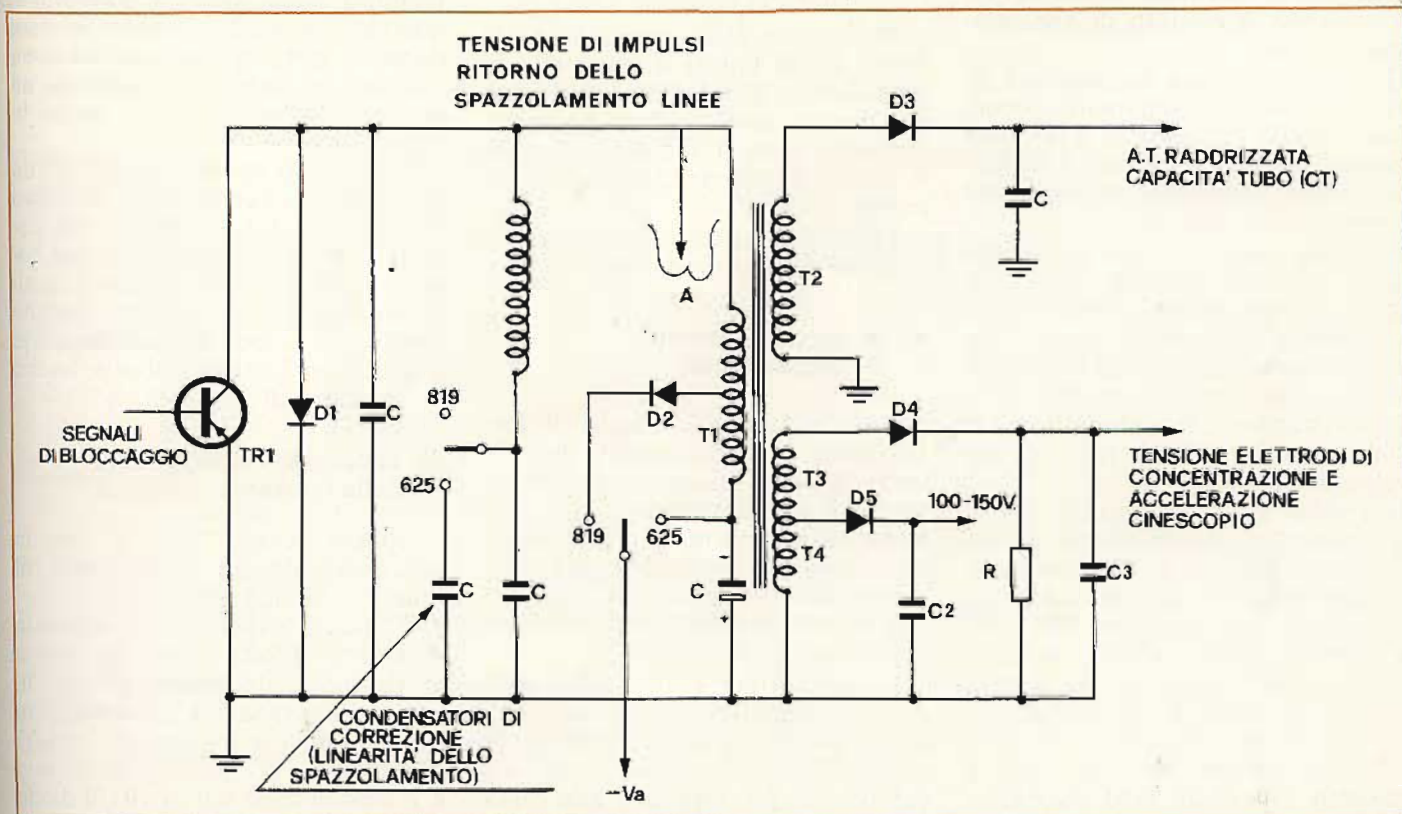 TENSIONE DI IMPULSI
RITORNO DELLO
SPAZZOLAMENTO LINEE
D3
A.T. RADDRIZZATA
CAPACITA' TUBO (CT)
C
A
T2
819
D2
D4
SEGNALI
DI BLOCCAGGIO
TR1
D1
C
T1
TENSIONE ELETTRODI DI
CONCENTRAZIONE E
ACCELERAZIONE
CINESCOPIO
625
T3
D5
100-150V.
819
625
T4
R
C3
C
C
C
-
+
C2
CONDENSATORI DI
CORREZIONE
(LINEARITA' DELLO
SPAZZOLAMENTO)
-Va